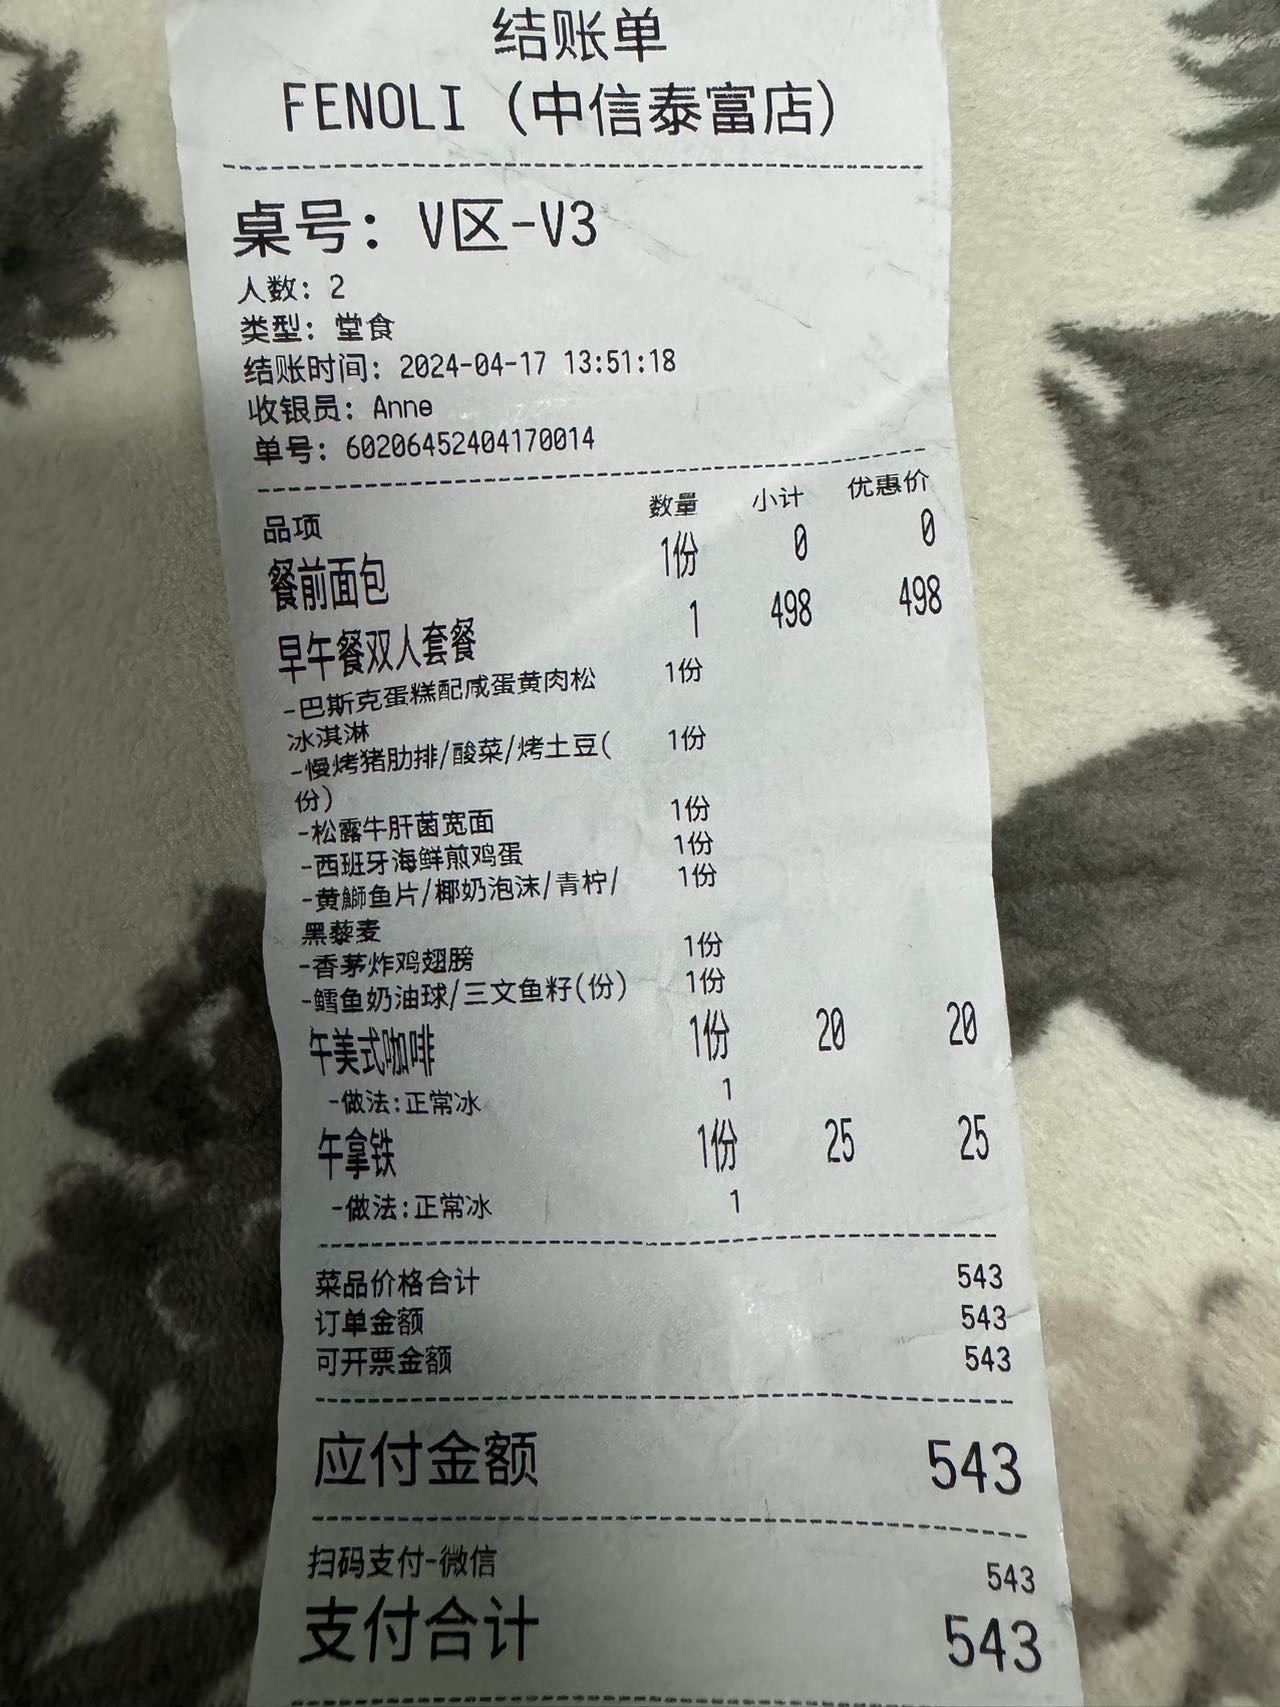 结账单
FENOLI (中信泰富店)
桌号: V区-V3
人数: 2
类型: 堂食
结账时间: 2024-04-17 13:51:18
收银员: Anne
单号: 60206452404170014
品项 数量 小计 优惠价
餐前面包 1份 0 0
早午餐双人套餐 1 498 498
-巴斯克蛋糕配咸蛋黄肉松 1份
冰淇淋
-慢烤猪肋排/酸菜/烤土豆( 1份
份)
-松露牛肝菌宽面 1份
-西班牙海鲜煎鸡蛋 1份
-黄鰤鱼片/椰奶泡沫/青柠/ 1份
黑藜麦
-香茅炸鸡翅膀 1份
-鳕鱼奶油球/三文鱼籽(份) 1份
午美式咖啡 1份 20 20
-做法:正常冰 1
午拿铁 1份 25 25
-做法:正常冰 1
菜品价格合计 543
订单金额 543
可开票金额 543
应付金额 543
扫码支付-微信 543
支付合计 543